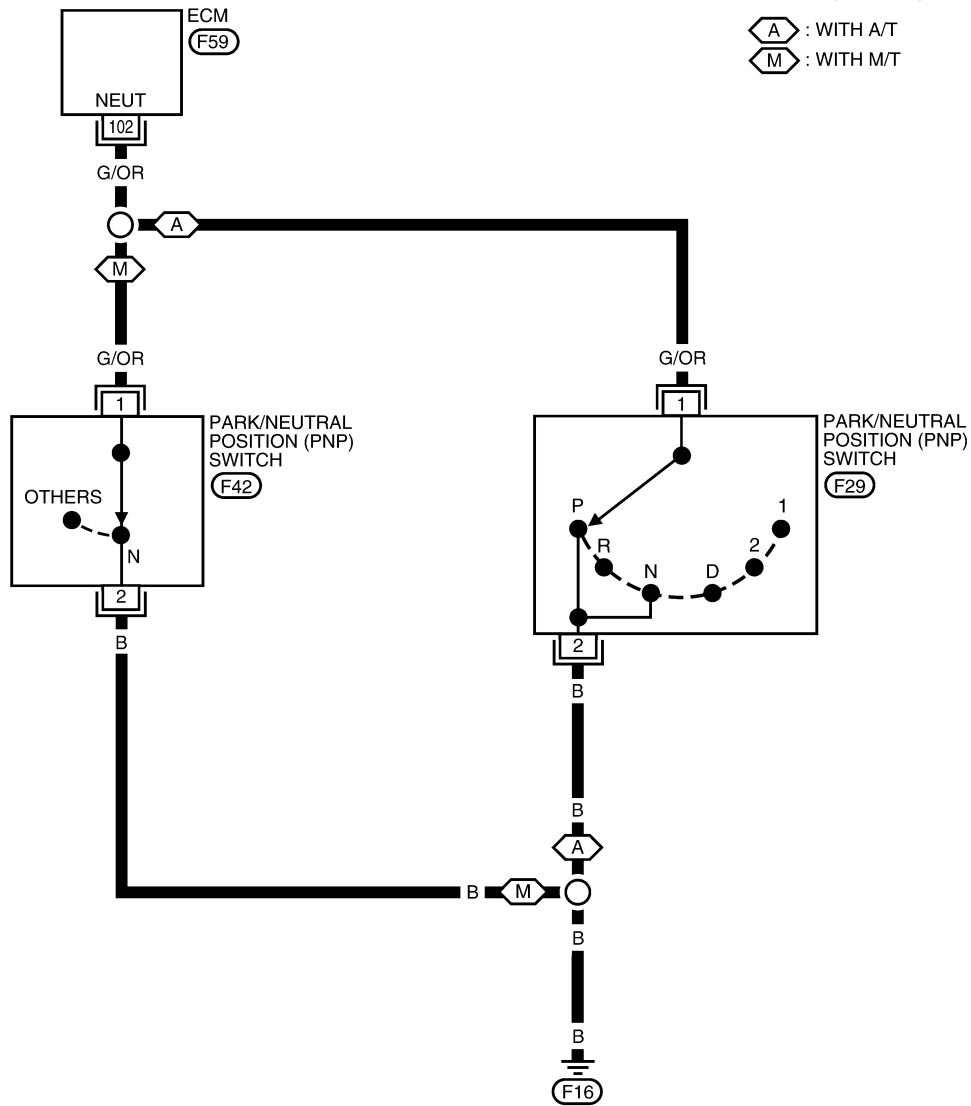 ECM
F59
NEUT
102
G/OR
A : WITH A/T
M : WITH M/T
A
M
G/OR
G/OR
1
PARK/NEUTRAL
POSITION (PNP)
SWITCH
F42
OTHERS
N
2
B
1
PARK/NEUTRAL
POSITION (PNP)
SWITCH
F29
P
R
N
D
2
1
2
B
B
A
B
M
B
B
F16